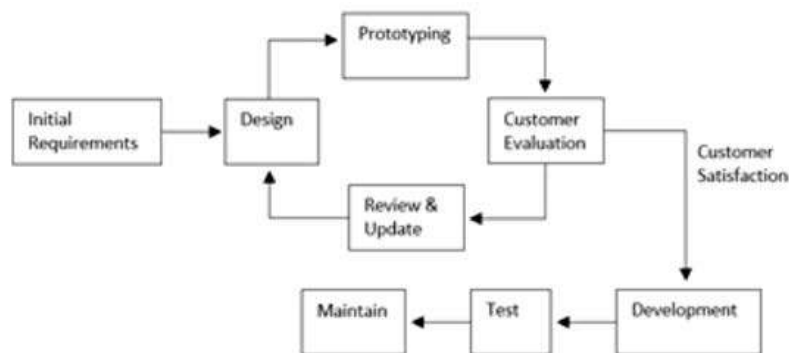 Prototyping
Initial
Requirements
Design
Customer
Evaluation
Customer
Satisfaction
Review &
Update
Maintain
Test
Development